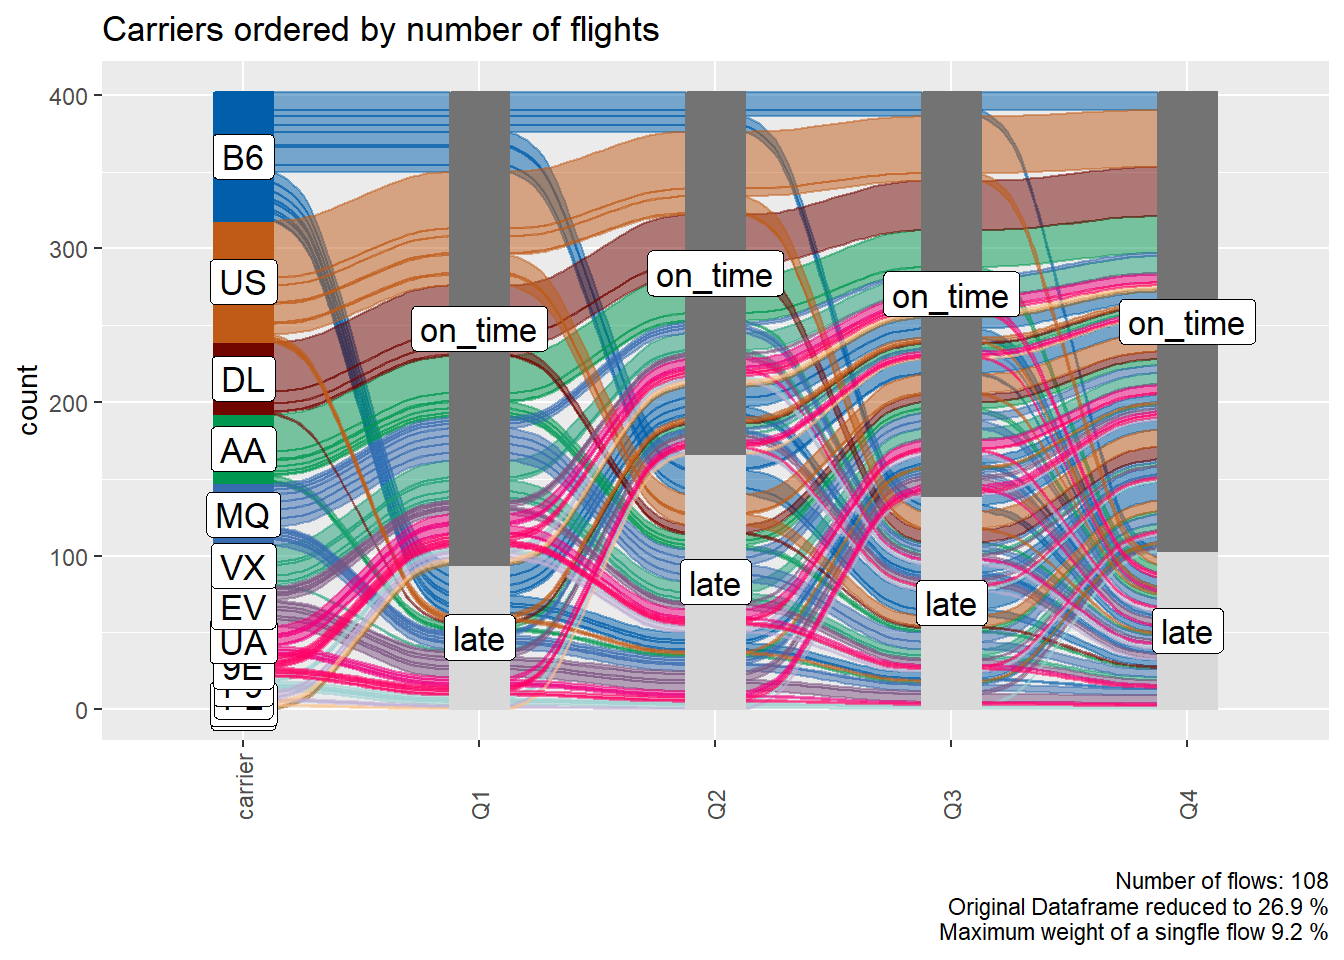 Carriers ordered by number of flights
count
400
300
200
100
0
B6
US
DL
AA
MQ
VX
EV
UA
9E
on_time
late
on_time
late
on_time
late
on_time
late
carrier
Q1
Q2
Q3
Q4
Number of flows: 108
Original Dataframe reduced to 26.9 %
Maximum weight of a singfle flow 9.2 %